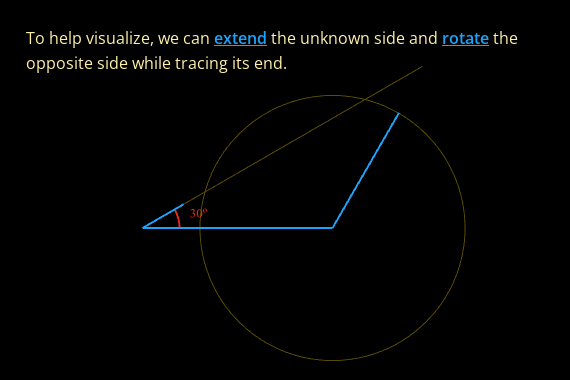 To help visualize, we can extend the unknown side and rotate the
opposite side while tracing its end.
30°